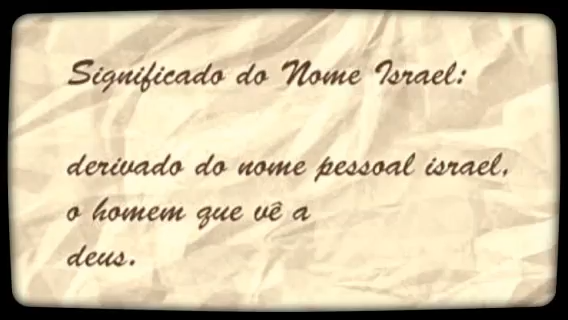 Significado do Nome Israel:
derivado do nome pessoal israel,
o homem que vê a
deus.